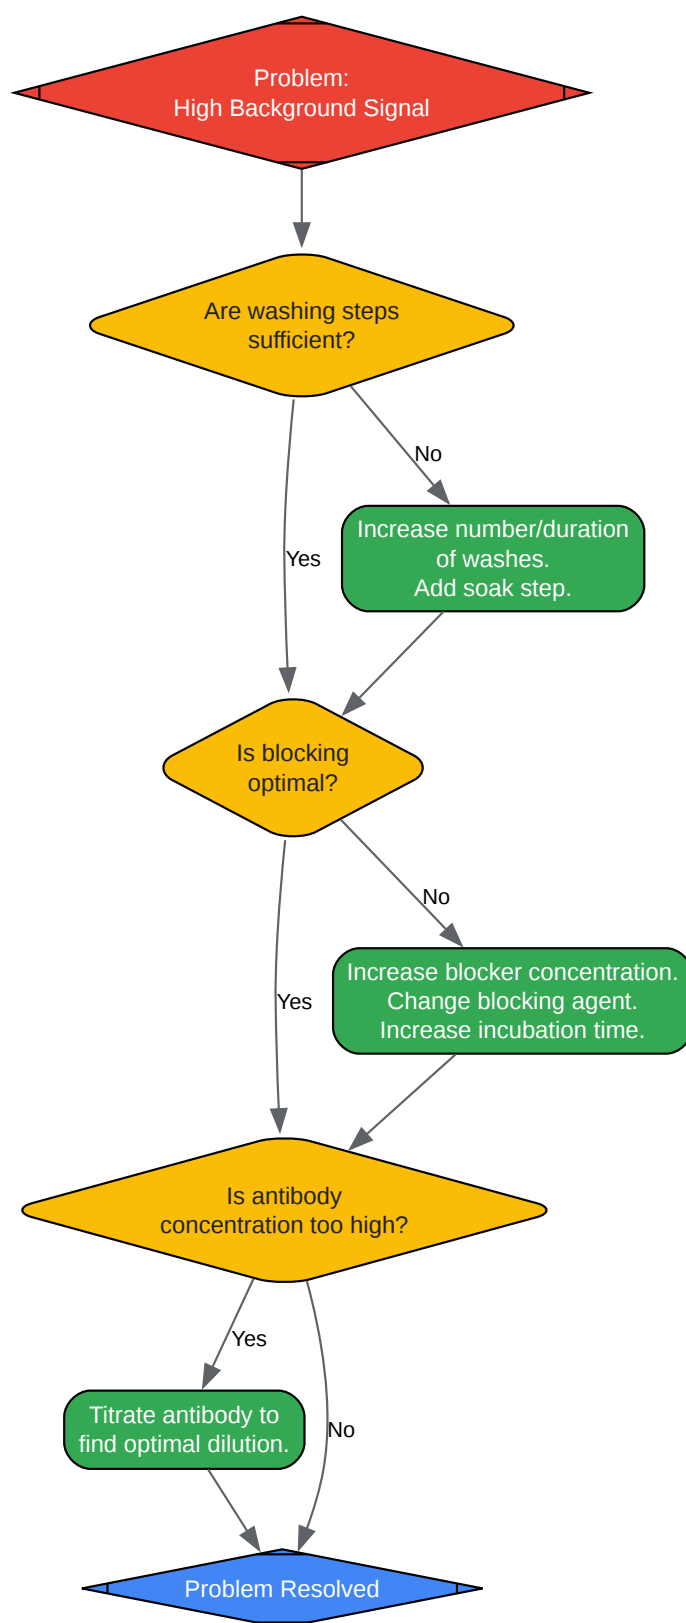 Problem:
High Background Signal
Are washing steps
sufficient?
No
Increase number/duration
of washes.
Add soak step.
Yes
Is blocking
optimal?
No
Increase blocker concentration.
Change blocking agent.
Increase incubation time.
Yes
Is antibody
concentration too high?
Yes
Titrate antibody to
find optimal dilution.
No
Problem Resolved